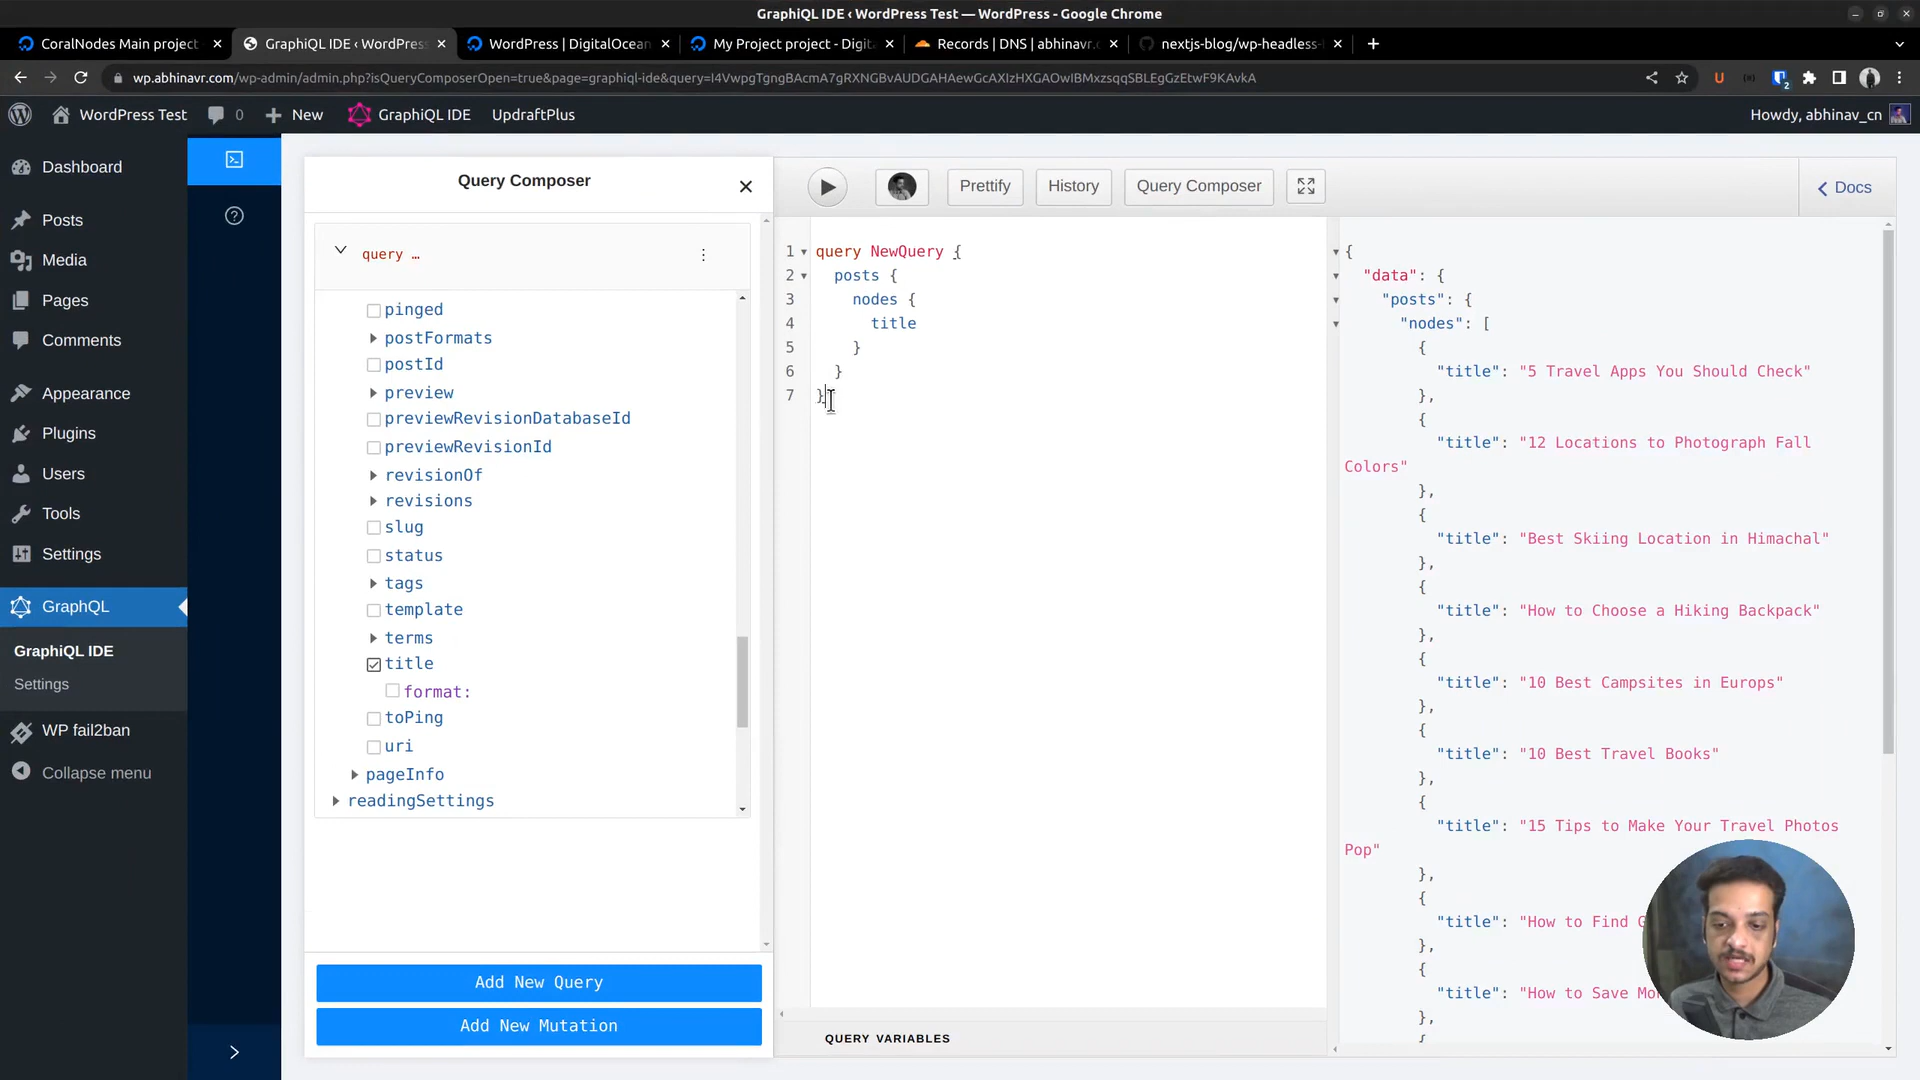 GraphiQL IDE ‹ WordPress Test — WordPress - Google Chrome
CoralNodes Main project
GraphiQL IDE ‹ WordPress
WordPress | DigitalOcean
My Project project - Digit
Records | DNS | abhinavr.c
nextjs-blog/wp-headless-
wp.abhinavr.com/wp-admin/admin.php?isQueryComposerOpen=true&page=graphiql-ide&query=I4VwpgTgngBAcmA7gRXNGBvAUDGAHAewGcAXIzHXGAOwIBMxzsqqSBLEgGzEtwF9KAvkA
WordPress Test
0
New
GraphiQL IDE
UpdraftPlus
Howdy, abhinav_cn
Dashboard
Posts
Media
Pages
Comments
Appearance
Plugins
Users
Tools
Settings
GraphQL
GraphiQL IDE
Settings
WP fail2ban
Collapse menu
Query Composer
query …
pinged
postFormats
postId
preview
previewRevisionDatabaseId
previewRevisionId
revisionOf
revisions
slug
status
tags
template
terms
title
format:
toPing
uri
pageInfo
readingSettings
Add New Query
Add New Mutation
Prettify
History
Query Composer
Docs
1 query NewQuery {
2 posts {
3 nodes {
4 title
5 }
6 }
7 }
QUERY VARIABLES
{
"data": {
"posts": {
"nodes": [
{
"title": "5 Travel Apps You Should Check"
},
{
"title": "12 Locations to Photograph Fall
Colors"
},
{
"title": "Best Skiing Location in Himachal"
},
{
"title": "How to Choose a Hiking Backpack"
},
{
"title": "10 Best Campsites in Europs"
},
{
"title": "10 Best Travel Books"
},
{
"title": "15 Tips to Make Your Travel Photos
Pop"
},
{
"title": "How to Find
},
{
"title": "How to Save
},
{